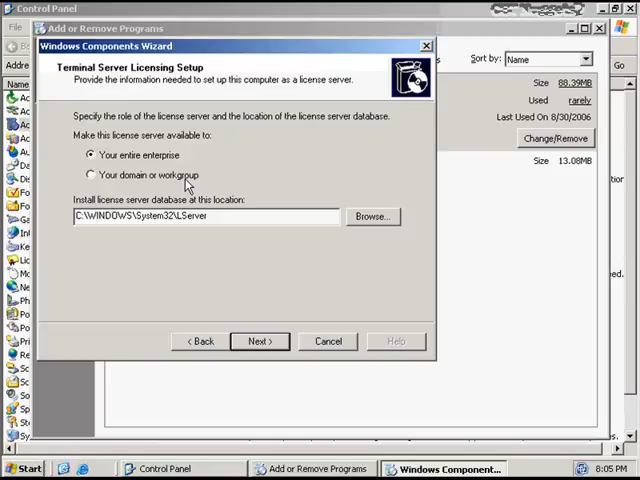 Control Panel
File
Add or Remove Programs
Windows Components Wizard
Terminal Server Licensing Setup
Provide the information needed to set up this computer as a license server.
Sort by: Name
Addre
Go
Name
Size 88.39MB
Used rarely
Last Used On 8/30/2006
Change/Remove
Size 13.08MB
Specify the role of the license server and the location of the license server database.
Make this license server available to:
Your entire enterprise
Your domain or workgroup
Install license server database at this location:
C:\WINDOWS\System32\LServer
Browse...
< Back
Next >
Cancel
Help
Start
Control Panel
Add or Remove Programs
Windows Component...
8:05 PM